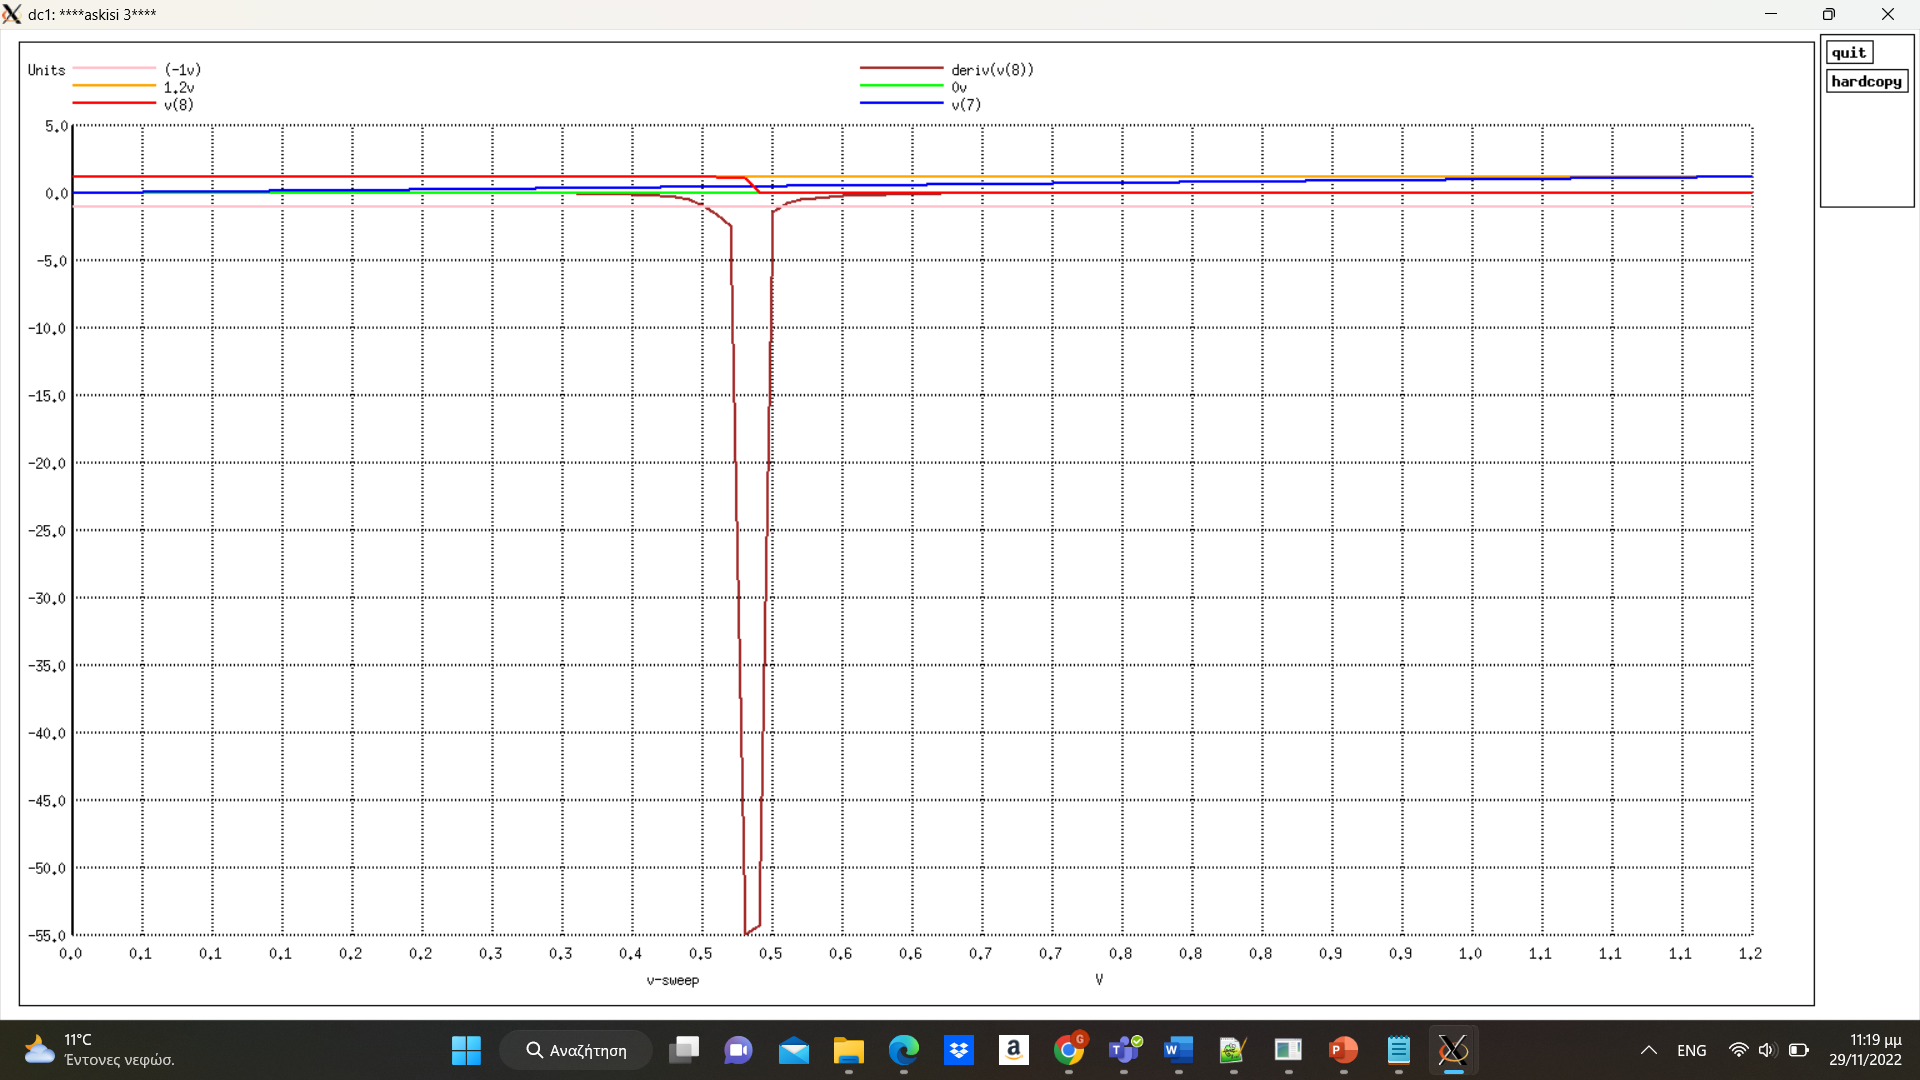 dc1: ****askisi 3****
quit
hardcopy
Units
(-1v)
1.2v
v(8)
deriv(v(8))
0v
v(7)
5.0
0.0
-5.0
-10.0
-15.0
-20.0
-25.0
-30.0
-35.0
-40.0
-45.0
-50.0
-55.0
0.0 0.1 0.1 0.1 0.2 0.2 0.3 0.3 0.4 0.5 0.5 0.6 0.6 0.7 0.7 0.8 0.8 0.8 0.9 0.9 1.0 1.1 1.1 1.1 1.2
v-sweep V
11°C
Έντονες νεφώσ.
Αναζήτηση
a
G
W
P
ENG
11:19 μμ
29/11/2022